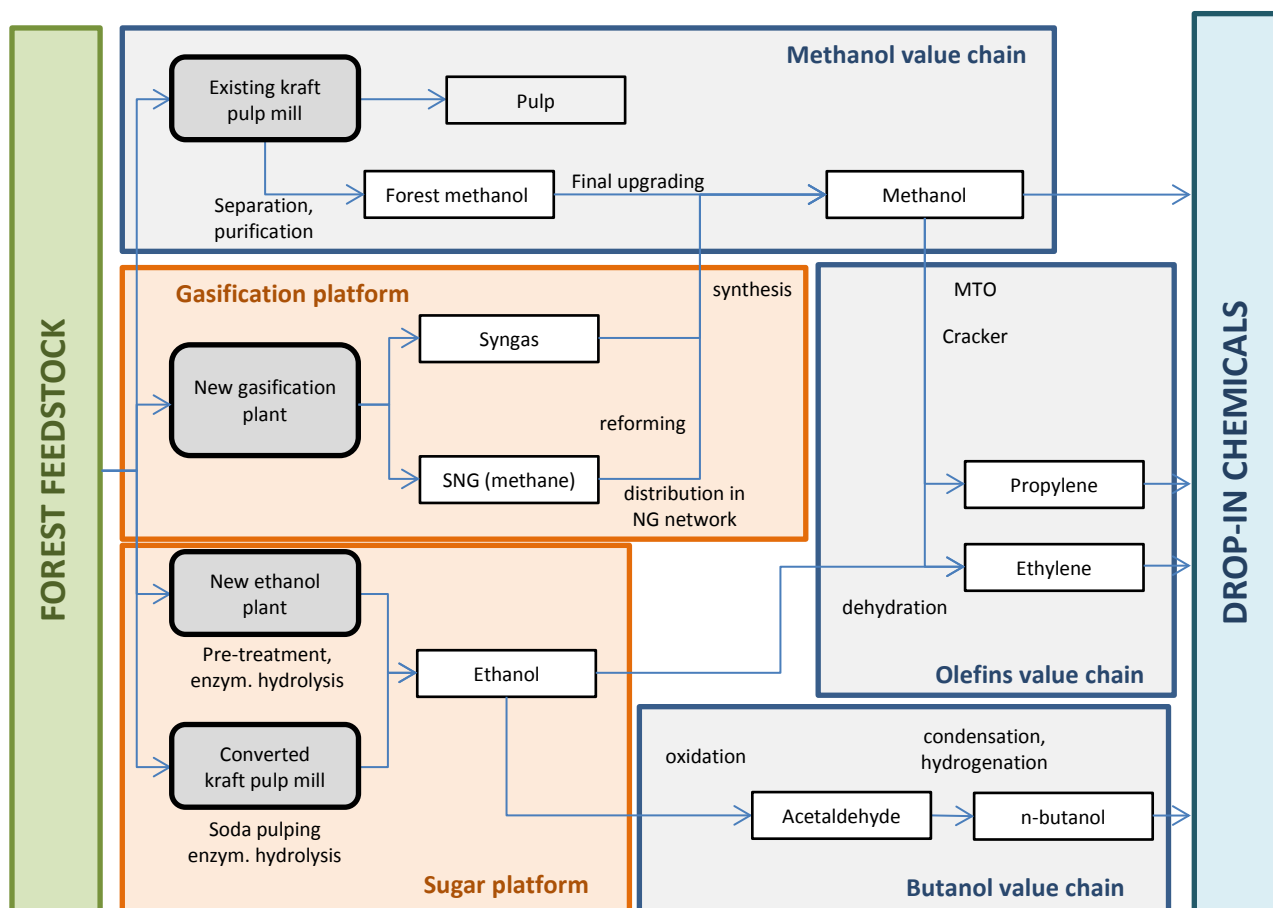 FOREST FEEDSTOCK
Methanol value chain
Existing kraft
pulp mill
Pulp
Separation,
purification
Forest methanol
Final upgrading
Methanol
Gasification platform
synthesis
New gasification
plant
Syngas
reforming
SNG (methane)
distribution in
NG network
MTO
Cracker
Propylene
Ethylene
dehydration
Olefins value chain
New ethanol
plant
Pre-treatment,
enzym. hydrolysis
Ethanol
Converted
kraft pulp mill
Soda pulping
enzym. hydrolysis
Sugar platform
oxidation
condensation,
hydrogenation
Acetaldehyde
n-butanol
Butanol value chain
DROP-IN CHEMICALS